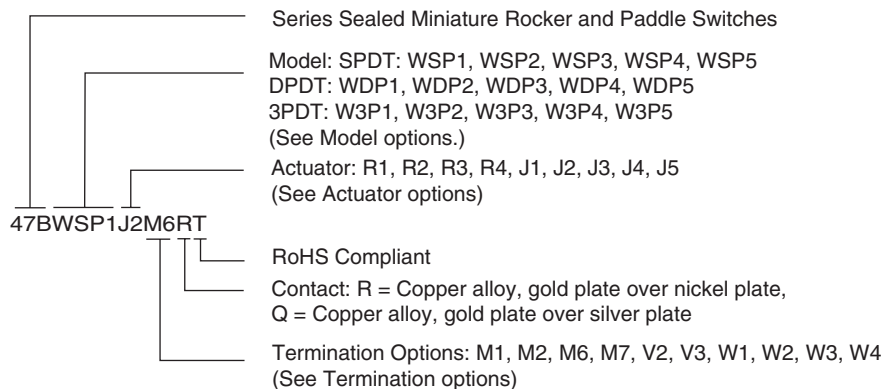 Series Sealed Miniature Rocker and Paddle Switches
Model: SPDT: WSP1, WSP2, WSP3, WSP4, WSP5
DPDT: WDP1, WDP2, WDP3, WDP4, WDP5
3PDT: W3P1, W3P2, W3P3, W3P4, W3P5
(See Model options.)
Actuator: R1, R2, R3, R4, J1, J2, J3, J4, J5
(See Actuator options)
47BWSP1J2M6RT
RoHS Compliant
Contact: R = Copper alloy, gold plate over nickel plate,
Q = Copper alloy, gold plate over silver plate
Termination Options: M1, M2, M6, M7, V2, V3, W1, W2, W3, W4
(See Termination options)